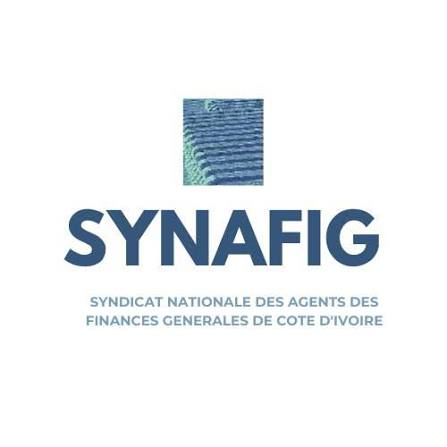 SYNAFIG
SYNDICAT NATIONALE DES AGENTS DES
FINANCES GENERALES DE COTE D'IVOIRE